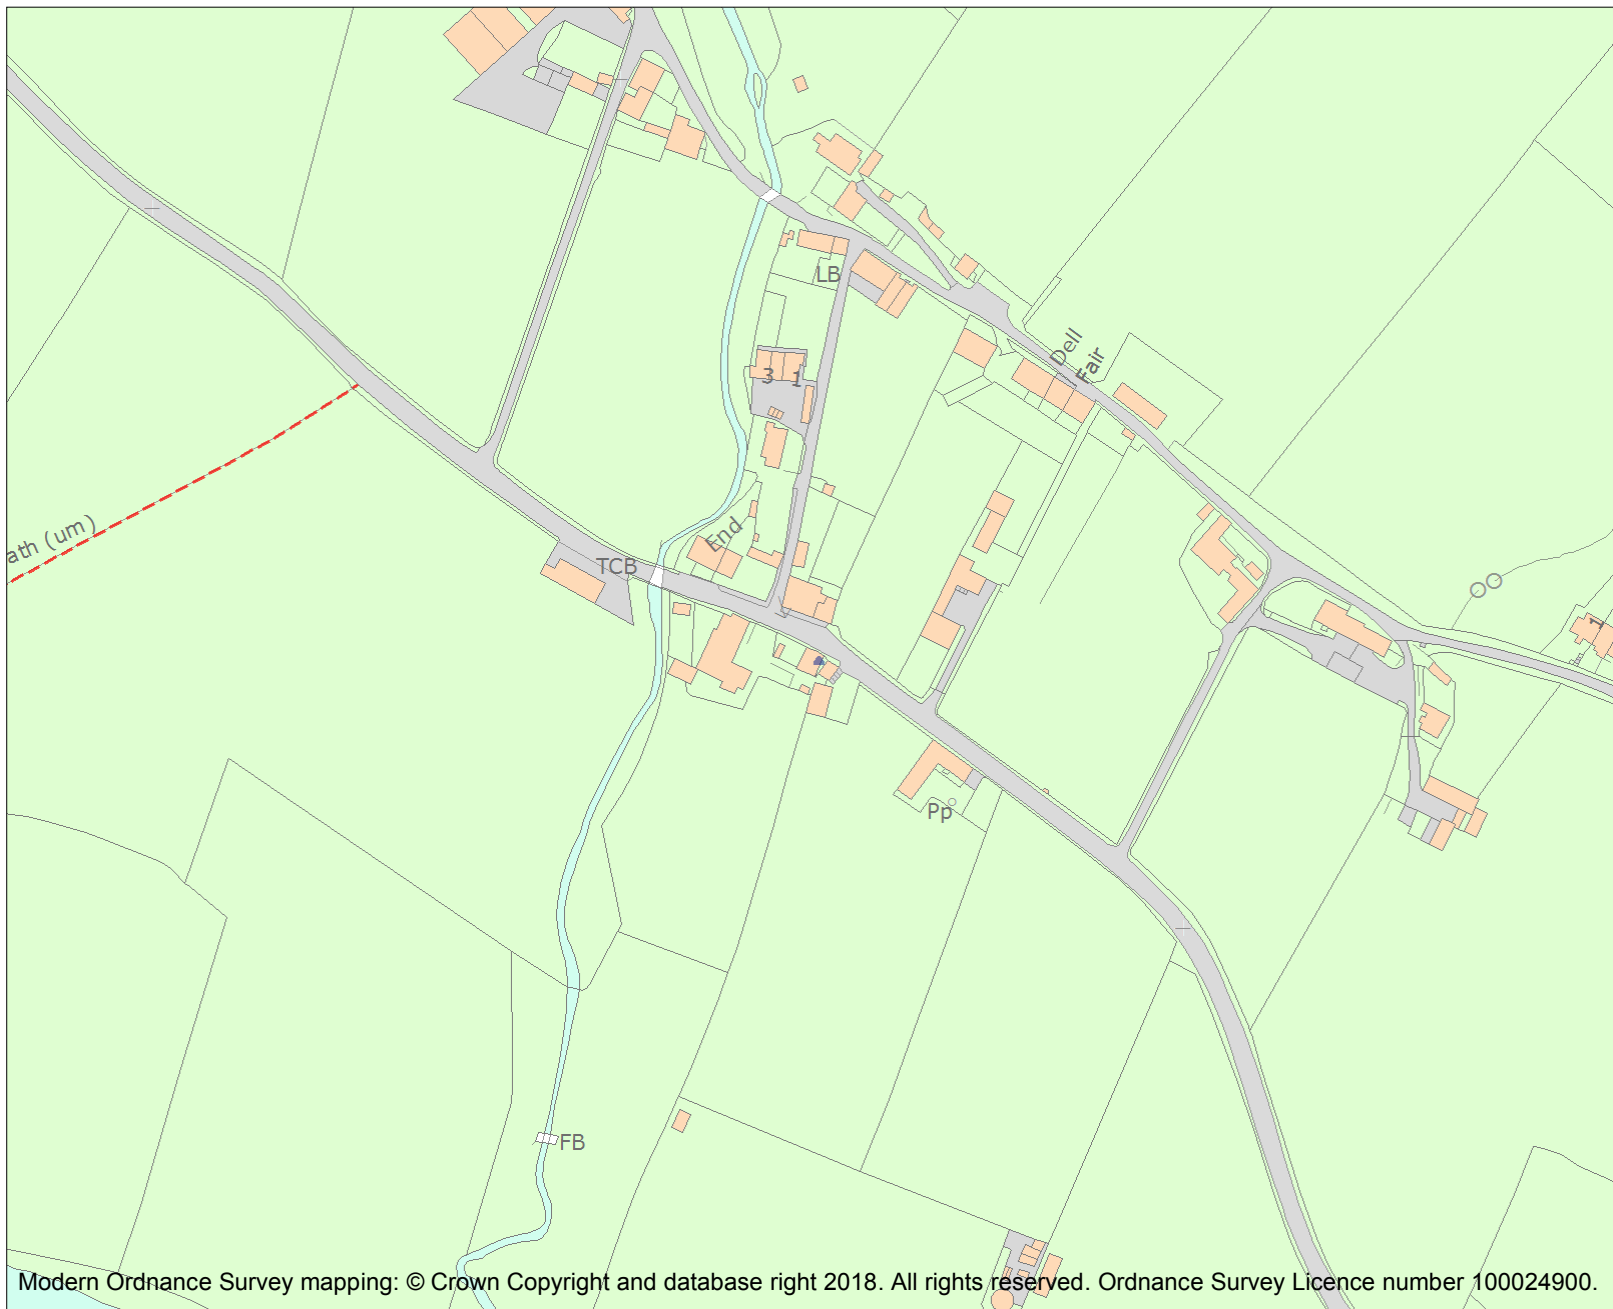 LB
Dell
Fair
3 1
ath (um)
End
TCB
1
Pp
FB
Modern Ordnance Survey mapping: © Crown Copyright and database right 2018. All rights reserved. Ordnance Survey Licence number 100024900.